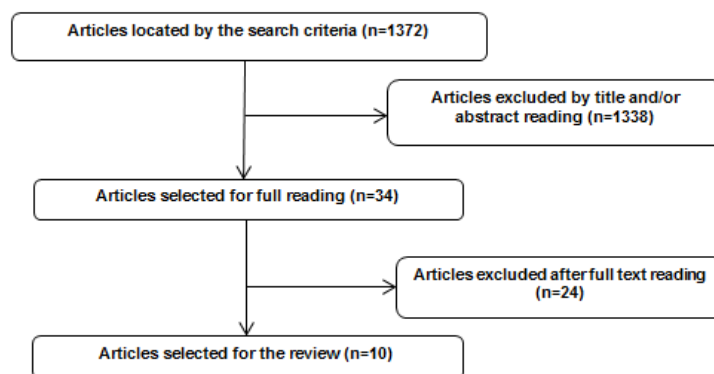 Articles located by the search criteria (n=1372)
Articles excluded by title and/or
abstract reading (n=1338)
Articles selected for full reading (n=34)
Articles excluded after full text reading
(n=24)
Articles selected for the review (n=10)